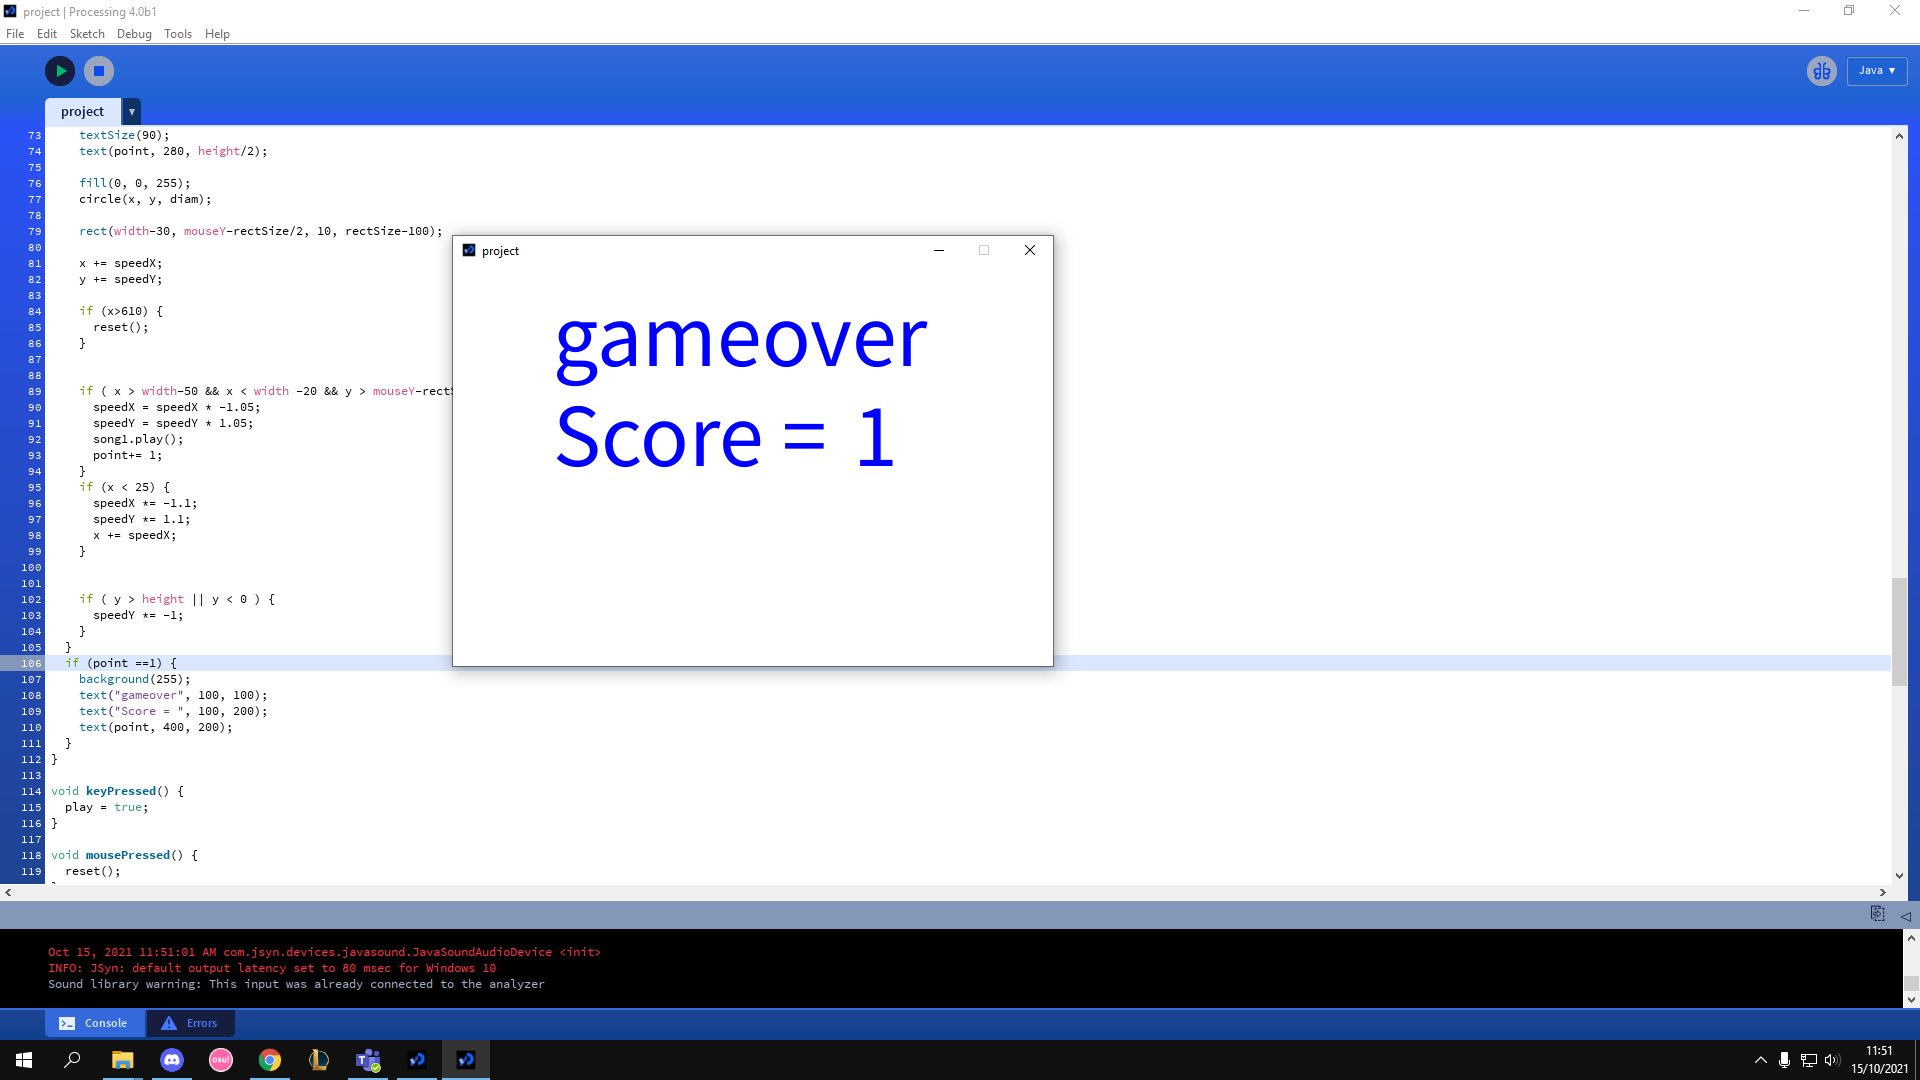 project | Processing 4.0b1
File Edit Sketch Debug Tools Help
Java ▾
project ▾
73 textSize(90);
74 text(point, 280, height/2);
75
76 fill(0, 0, 255);
77 circle(x, y, diam);
78
79 rect(width-30, mouseY-rectSize/2, 10, rectSize-100);
80
81 x += speedX;
82 y += speedY;
83
84 if (x>610) {
85 reset();
86 }
87
88
89 if ( x > width-50 && x < width -20 && y > mouseY-rectS
90 speedX = speedX * -1.05;
91 speedY = speedY * 1.05;
92 song1.play();
93 point+= 1;
94 }
95 if (x < 25) {
96 speedX *= -1.1;
97 speedY *= 1.1;
98 x += speedX;
99 }
100
101
102 if ( y > height || y < 0 ) {
103 speedY *= -1;
104 }
105 }
106 if (point ==1) {
107 background(255);
108 text("gameover", 100, 100);
109 text("Score = ", 100, 200);
110 text(point, 400, 200);
111 }
112 }
113
114 void keyPressed() {
115 play = true;
116 }
117
118 void mousePressed() {
119 reset();
project
gameover
Score = 1
Oct 15, 2021 11:51:01 AM com.jsyn.devices.javasound.JavaSoundAudioDevice <init>
INFO: JSyn: default output latency set to 80 msec for Windows 10
Sound library warning: This input was already connected to the analyzer
Console Errors
osu!
T
11:51
15/10/2021